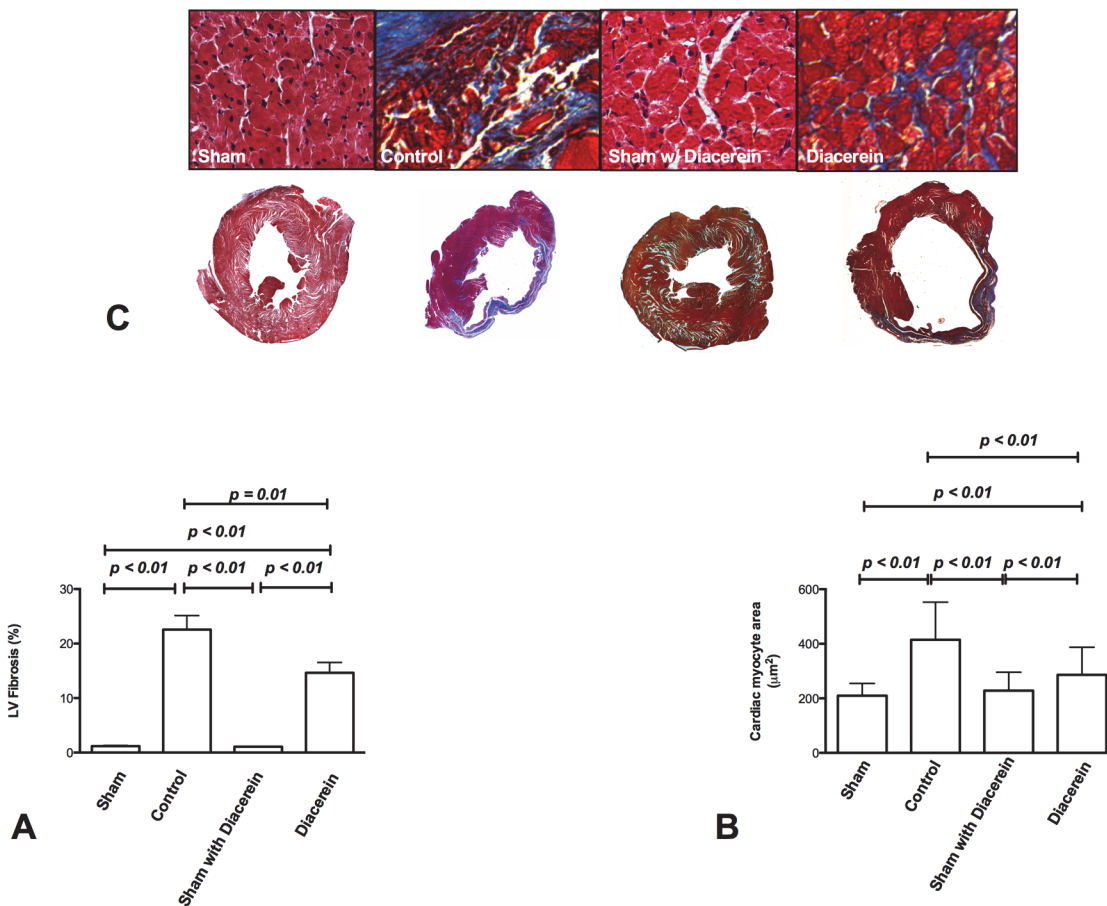 Sham
Control
Sham w/ Diacerein
Diacerein
C
p = 0.01
p < 0.01
p < 0.01
p < 0.01
p < 0.01
30
20
10
0
LV Fibrosis (%)
Sham
Control
Sham with Diacerein
Diacerein
A
p < 0.01
p < 0.01
p < 0.01
p < 0.01
p < 0.01
600
400
200
0
Cardiac myocyte area
(μm²)
Sham
Control
Sham with Diacerein
Diacerein
B